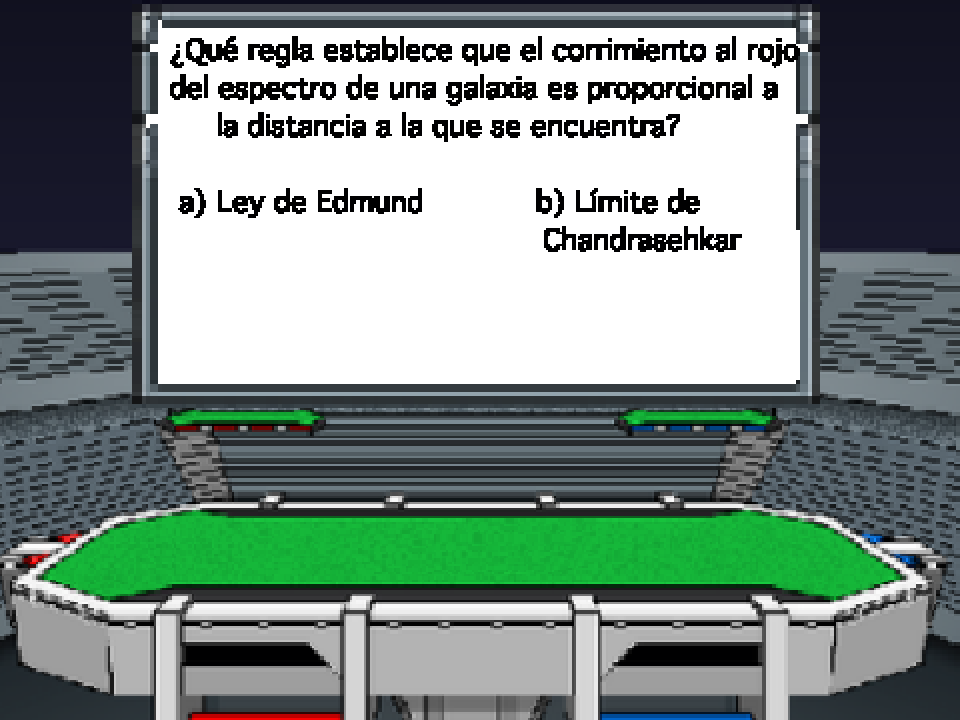 ¿Qué regla establece que el corrimiento al rojo
del espectro de una galaxia es proporcional a
la distancia a la que se encuentra?
a) Ley de Edmund
b) Límite de
Chandrasehkar